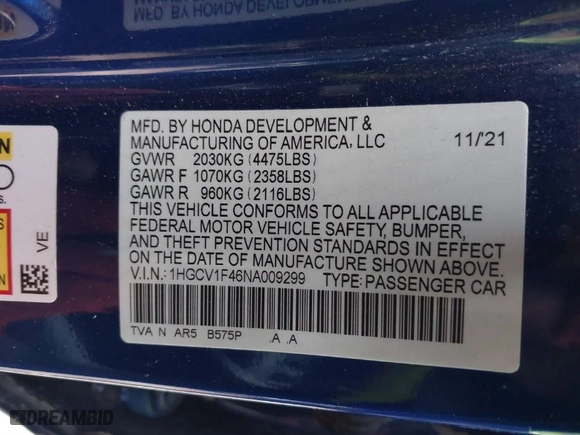 MFD. BY HONDA DEVELOPMENT &
MANUFACTURING OF AMERICA, LLC 11/'21
GVWR 2030KG (4475LBS)
GAWR F 1070KG (2358LBS)
GAWR R 960KG (2116LBS)
THIS VEHICLE CONFORMS TO ALL APPLICABLE
FEDERAL MOTOR VEHICLE SAFETY, BUMPER,
AND THEFT PREVENTION STANDARDS IN EFFECT
ON THE DATE OF MANUFACTURE SHOWN ABOVE.
V.I.N.: 1HGCV1F46NA009299 TYPE: PASSENGER CAR
TVA N AR5 B575P .A .A
VE
DREAMBID